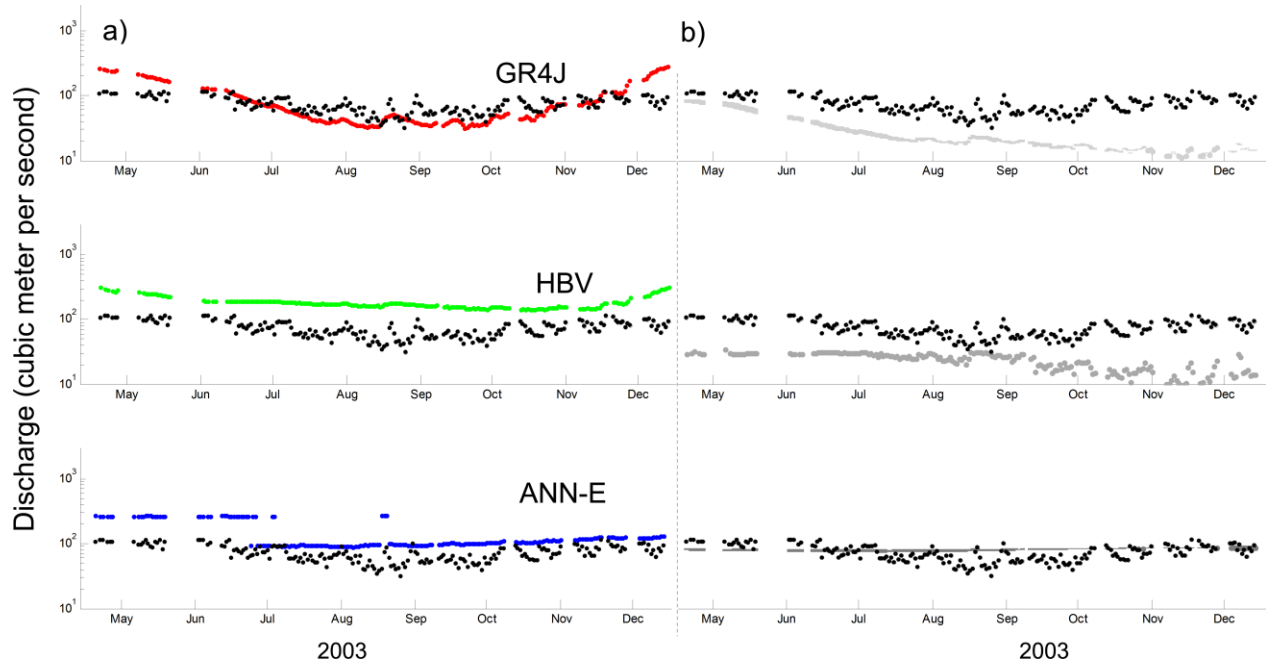 Discharge (cubic meter per second)
a)
b)
GR4J
10³
10²
10¹
May Jun Jul Aug Sep Oct Nov Dec
May Jun Jul Aug Sep Oct Nov Dec
HBV
10³
10²
10¹
May Jun Jul Aug Sep Oct Nov Dec
May Jun Jul Aug Sep Oct Nov Dec
ANN-E
10³
10²
10¹
May Jun Jul Aug Sep Oct Nov Dec
May Jun Jul Aug Sep Oct Nov Dec
2003
2003